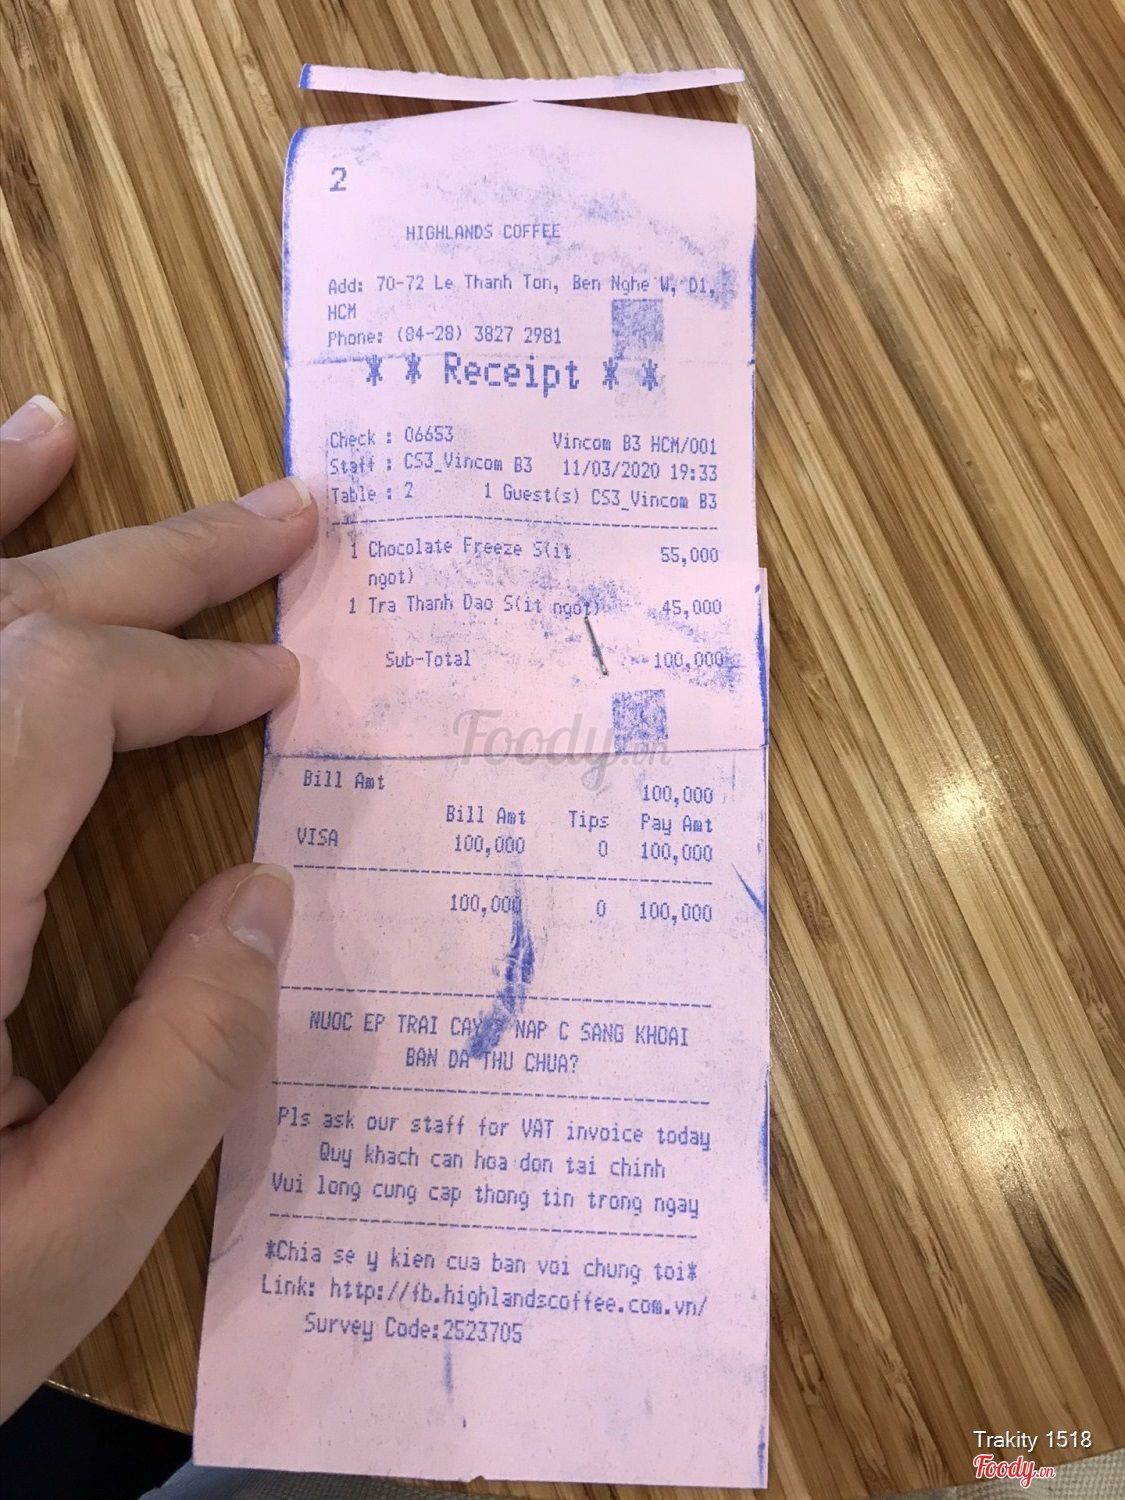 2
HIGHLANDS COFFEE
Add: 70-72 Le Thanh Ton, Ben Nghe W, D1,
HCM
Phone: (84-28) 3827 2981
* * Receipt * *
Check : 06653 Vincom B3 HCM/001
Staff : CS3_Vincom B3 11/03/2020 19:33
Table : 2 1 Guest(s) CS3_Vincom B3
1 Chocolate Freeze S(it 55,000
ngot)
1 Tra Thanh Dao S(it ngot) 45,000
Sub-Total 100,000
Foody.vn
Bill Amt 100,000
Bill Amt Tips Pay Amt
VISA 100,000 0 100,000
100,000 0 100,000
NUOC EP TRAI CAY NAP C SANG KHOAI
BAN DA THU CHUA?
Pls ask our staff for VAT invoice today
Quy khach can hoa don tai chinh
Vui long cung cap thong tin trong ngay
*Chia se y kien cua ban voi chung toi*
Link: http://fb.highlandscoffee.com.vn/
Survey Code:2523705
Trakity 1518
Foody.vn